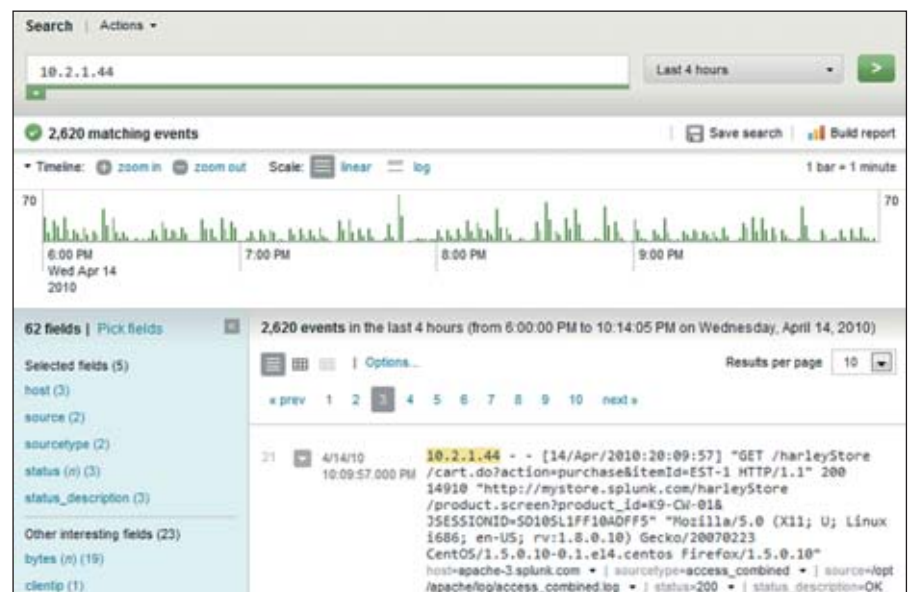 Search | Actions
10.2.1.44
Last 4 hours
>
2,620 matching events
Save search | Build report
Timeline: zoom in zoom out Scale: linear log 1 bar = 1 minute
70 70
6:00 PM 7:00 PM 8:00 PM 9:00 PM
Wed Apr 14
2010
62 fields | Pick fields
Selected fields (5)
host (3)
source (2)
sourcetype (2)
status (n) (3)
status_description (3)
Other interesting fields (23)
bytes (n) (19)
clientip (1)
2,620 events in the last 4 hours (from 6:00:00 PM to 10:14:05 PM on Wednesday, April 14, 2010)
| Options...
Results per page 10
« prev 1 2 3 4 5 6 7 8 9 10 next »
21 4/14/10 10:09:57.000 PM
10.2.1.44 - - [14/Apr/2010:20:09:57] "GET /harleyStore
/cart.do?action=purchase&itemId=EST-1 HTTP/1.1" 200
14910 "http://mystore.splunk.com/harleyStore
/product.screen?product_id=K9-CW-01&
JSESSIONID=SD10SL1FF10ADFF5" "Mozilla/5.0 (X11; U; Linux
i686; en-US; rv:1.8.0.10) Gecko/20070223
CentOS/1.5.0.10-0.1.el4.centos Firefox/1.5.0.10"
host=apache-3.splunk.com | sourcetype=access_combined | source=/opt
/apache/log/access_combined.log | status=200 | status_description=OK